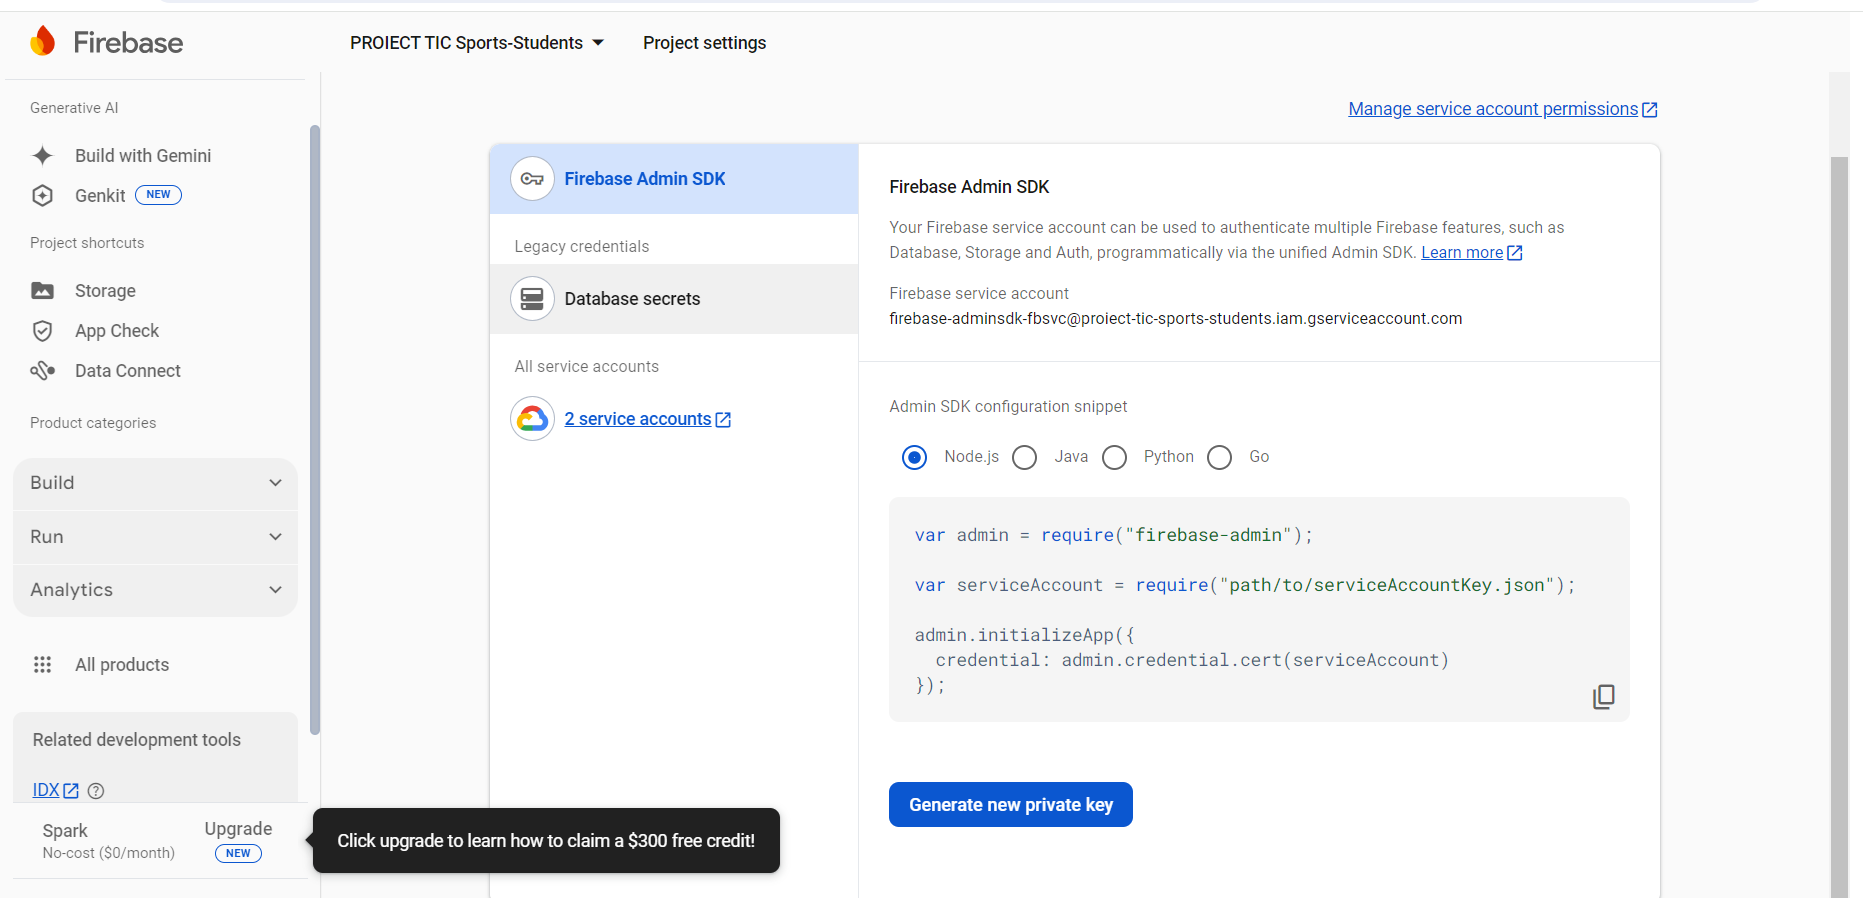 Firebase
PROIECT TIC Sports-Students
Project settings
Generative AI
Build with Gemini
Genkit NEW
Project shortcuts
Storage
App Check
Data Connect
Product categories
Build
Run
Analytics
All products
Related development tools
IDX
Spark
No-cost ($0/month)
Upgrade
NEW
Click upgrade to learn how to claim a $300 free credit!
Manage service account permissions
Firebase Admin SDK
Legacy credentials
Database secrets
All service accounts
2 service accounts
Firebase Admin SDK
Your Firebase service account can be used to authenticate multiple Firebase features, such as
Database, Storage and Auth, programmatically via the unified Admin SDK. Learn more
Firebase service account
firebase-adminsdk-fbsvc@proiect-tic-sports-students.iam.gserviceaccount.com
Admin SDK configuration snippet
Node.js Java Python Go
var admin = require("firebase-admin");
var serviceAccount = require("path/to/serviceAccountKey.json");
admin.initializeApp({
credential: admin.credential.cert(serviceAccount)
});
Generate new private key